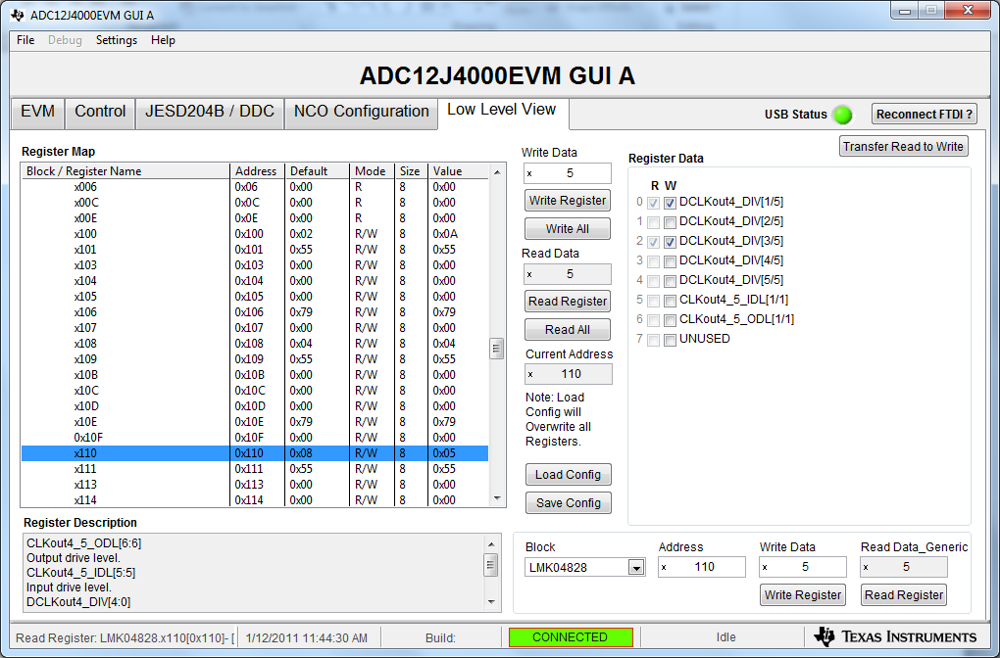 ADC12J4000EVM GUI A
File Debug Settings Help
ADC12J4000EVM GUI A
EVM Control JESD204B / DDC NCO Configuration Low Level View
USB Status Reconnect FTDI ?
Transfer Read to Write
Register Map
Block / Register Name Address Default Mode Size Value
x006 0x06 0x00 R 8 0x00
x00C 0x0C 0x00 R 8 0x00
x00E 0x0E 0x00 R 8 0x00
x100 0x100 0x02 R/W 8 0x0A
x101 0x101 0x55 R/W 8 0x55
x103 0x103 0x00 R/W 8 0x00
x104 0x104 0x00 R/W 8 0x00
x105 0x105 0x00 R/W 8 0x00
x106 0x106 0x79 R/W 8 0x79
x107 0x107 0x00 R/W 8 0x00
x108 0x108 0x04 R/W 8 0x04
x109 0x109 0x55 R/W 8 0x55
x10B 0x10B 0x00 R/W 8 0x00
x10C 0x10C 0x00 R/W 8 0x00
x10D 0x10D 0x00 R/W 8 0x00
x10E 0x10E 0x79 R/W 8 0x79
0x10F 0x10F 0x00 R/W 8 0x00
x110 0x110 0x08 R/W 8 0x05
x111 0x111 0x55 R/W 8 0x55
x113 0x113 0x00 R/W 8 0x00
x114 0x114 0x00 R/W 8 0x00
Write Data
x 5
Write Register
Write All
Read Data
x 5
Read Register
Read All
Current Address
x 110
Note: Load
Config will
Overwrite all
Registers.
Load Config
Save Config
Register Data
R W
0 DCLKout4_DIV[1/5]
1 DCLKout4_DIV[2/5]
2 DCLKout4_DIV[3/5]
3 DCLKout4_DIV[4/5]
4 DCLKout4_DIV[5/5]
5 CLKout4_5_IDL[1/1]
6 CLKout4_5_ODL[1/1]
7 UNUSED
Register Description
CLKout4_5_ODL[6:6]
Output drive level.
CLKout4_5_IDL[5:5]
Input drive level.
DCLKout4_DIV[4:0]
Block Address Write Data Read Data_Generic
LMK04828 x 110 x 5 x 5
Write Register Read Register
Read Register: LMK04828.x110[0x110]- [ 1/12/2011 11:44:30 AM Build: CONNECTED Idle TEXAS INSTRUMENTS